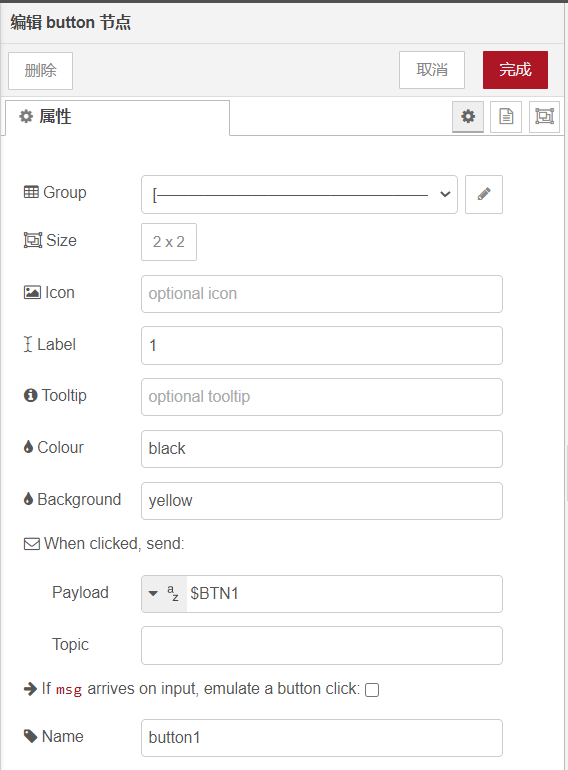 编辑 button 节点
删除
取消
完成
属性
Group
[————————————————————
Size
2 x 2
Icon
optional icon
Label
1
Tooltip
optional tooltip
Colour
black
Background
yellow
When clicked, send:
Payload
az
$BTN1
Topic
If msg arrives on input, emulate a button click:
Name
button1